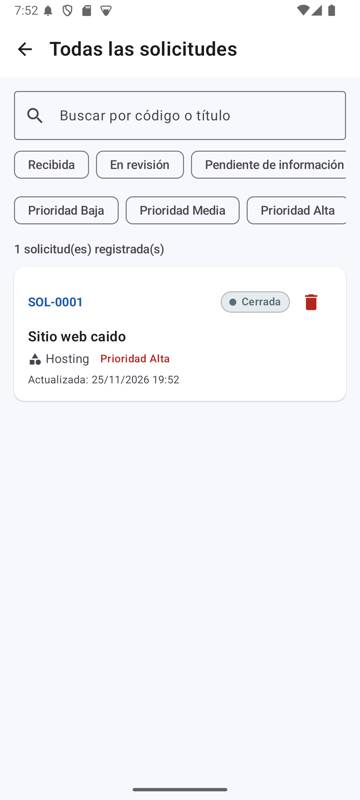 7:52
Todas las solicitudes
Buscar por código o título
Recibida
En revisión
Pendiente de información
Prioridad Baja
Prioridad Media
Prioridad Alta
1 solicitud(es) registrada(s)
SOL-0001
Cerrada
Sitio web caido
Hosting Prioridad Alta
Actualizada: 25/11/2026 19:52